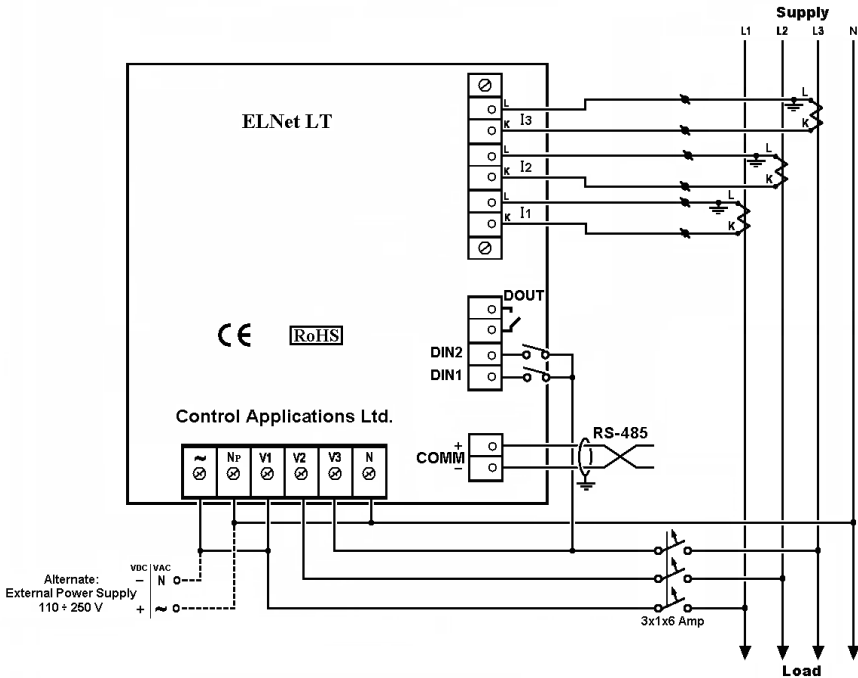 Supply
L1 L2 L3 N
ELNet LT
L
K
I3
L
K
L
K
I2
L
K
L
K
I1
L
K
DOUT
DIN2
DIN1
CE RoHS
Control Applications Ltd.
COMM
+
−
RS-485
~ NP V1 V2 V3 N
VDC VAC
− N
+ ~
Alternate:
External Power Supply
110 ÷ 250 V
3x1x6 Amp
Load